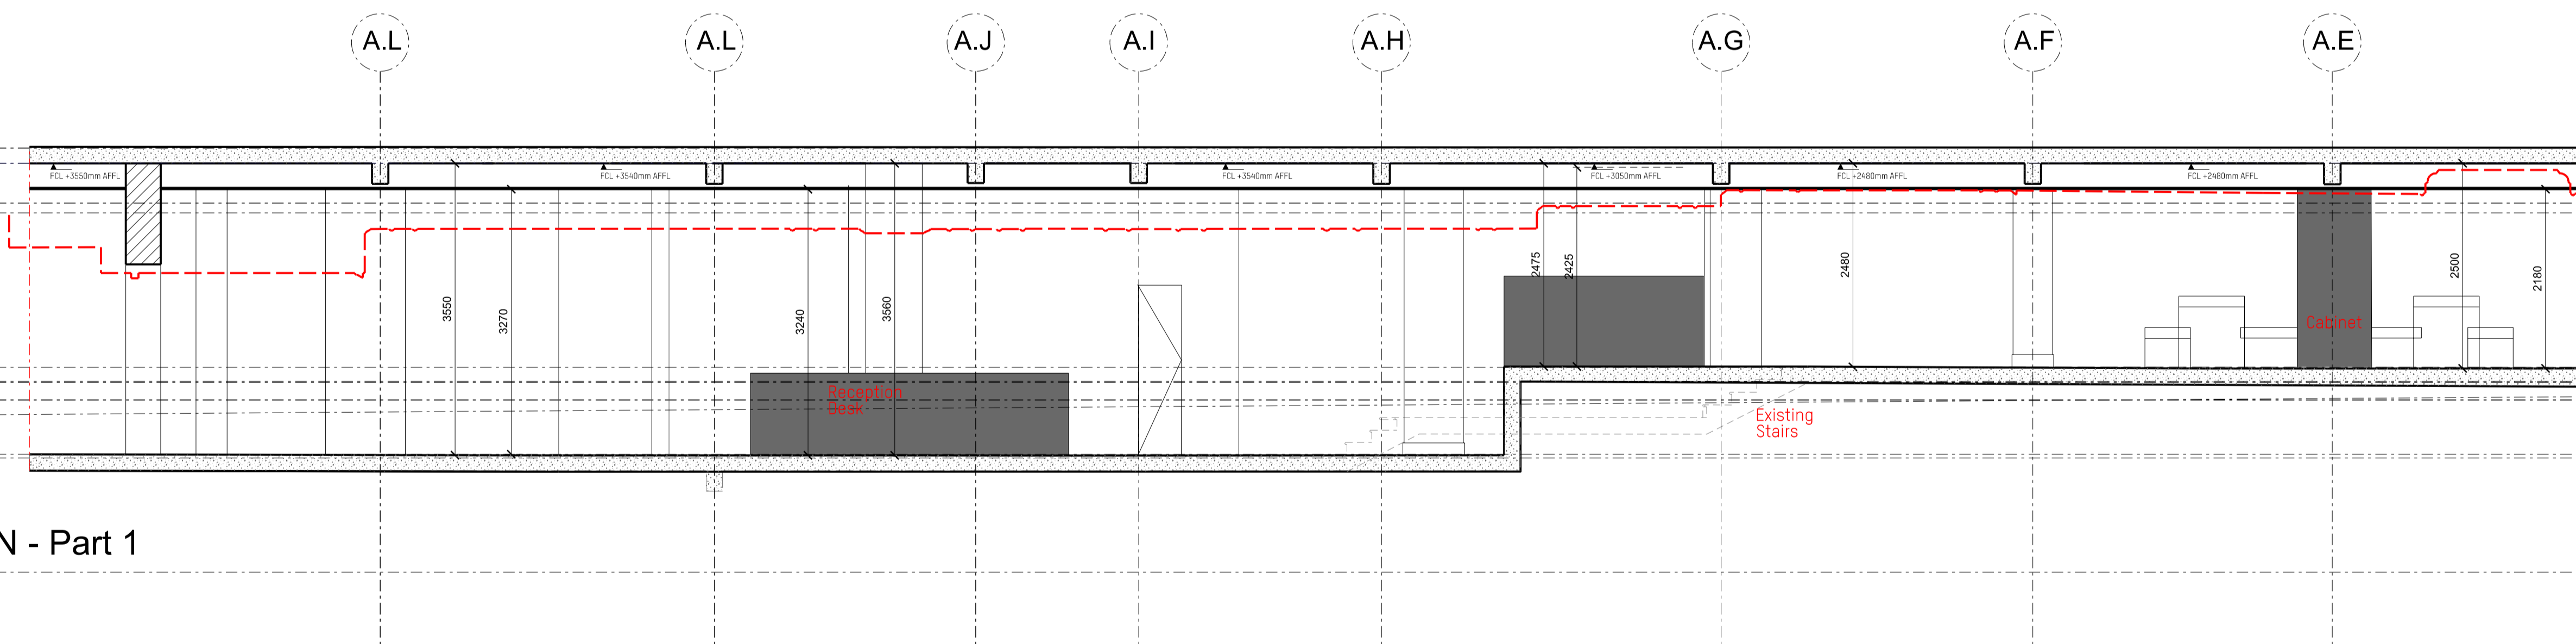 A.L
A.L
A.J
A.I
A.H
A.G
A.F
A.E
FCL +3550mm AFFL
FCL +3540mm AFFL
FCL +3540mm AFFL
FCL +3050mm AFFL
FCL +2480mm AFFL
FCL +2480mm AFFL
3550
3270
3240
3560
2475
2425
2480
2500
2180
Cabinet
Reception
Desk
Existing
Stairs
N - Part 1